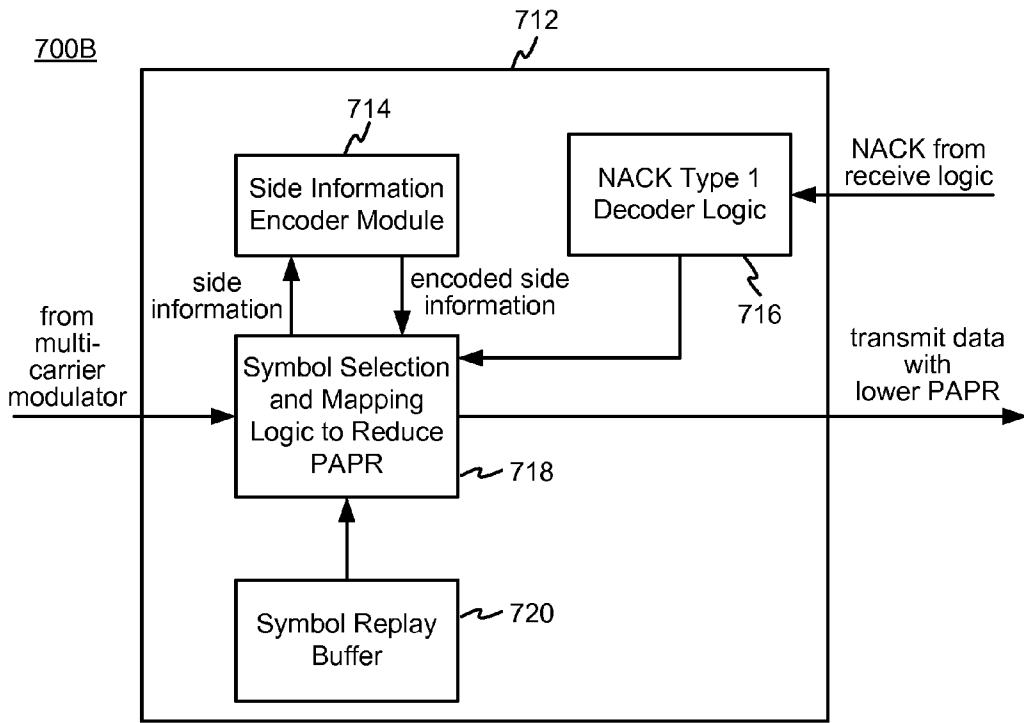 700B
712
714
Side Information
Encoder Module
NACK Type 1
Decoder Logic
NACK from
receive logic
716
side
information
encoded side
information
from
multi-
carrier
modulator
Symbol Selection
and Mapping
Logic to Reduce
PAPR
718
transmit data
with
lower PAPR
Symbol Replay
Buffer
720